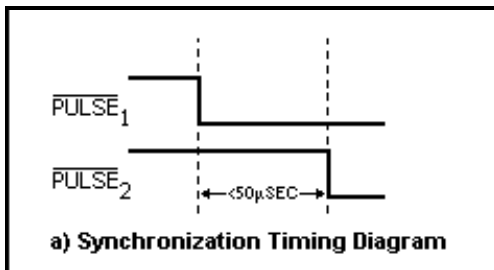 PULSE1
PULSE2
<50µSEC
a) Synchronization Timing Diagram